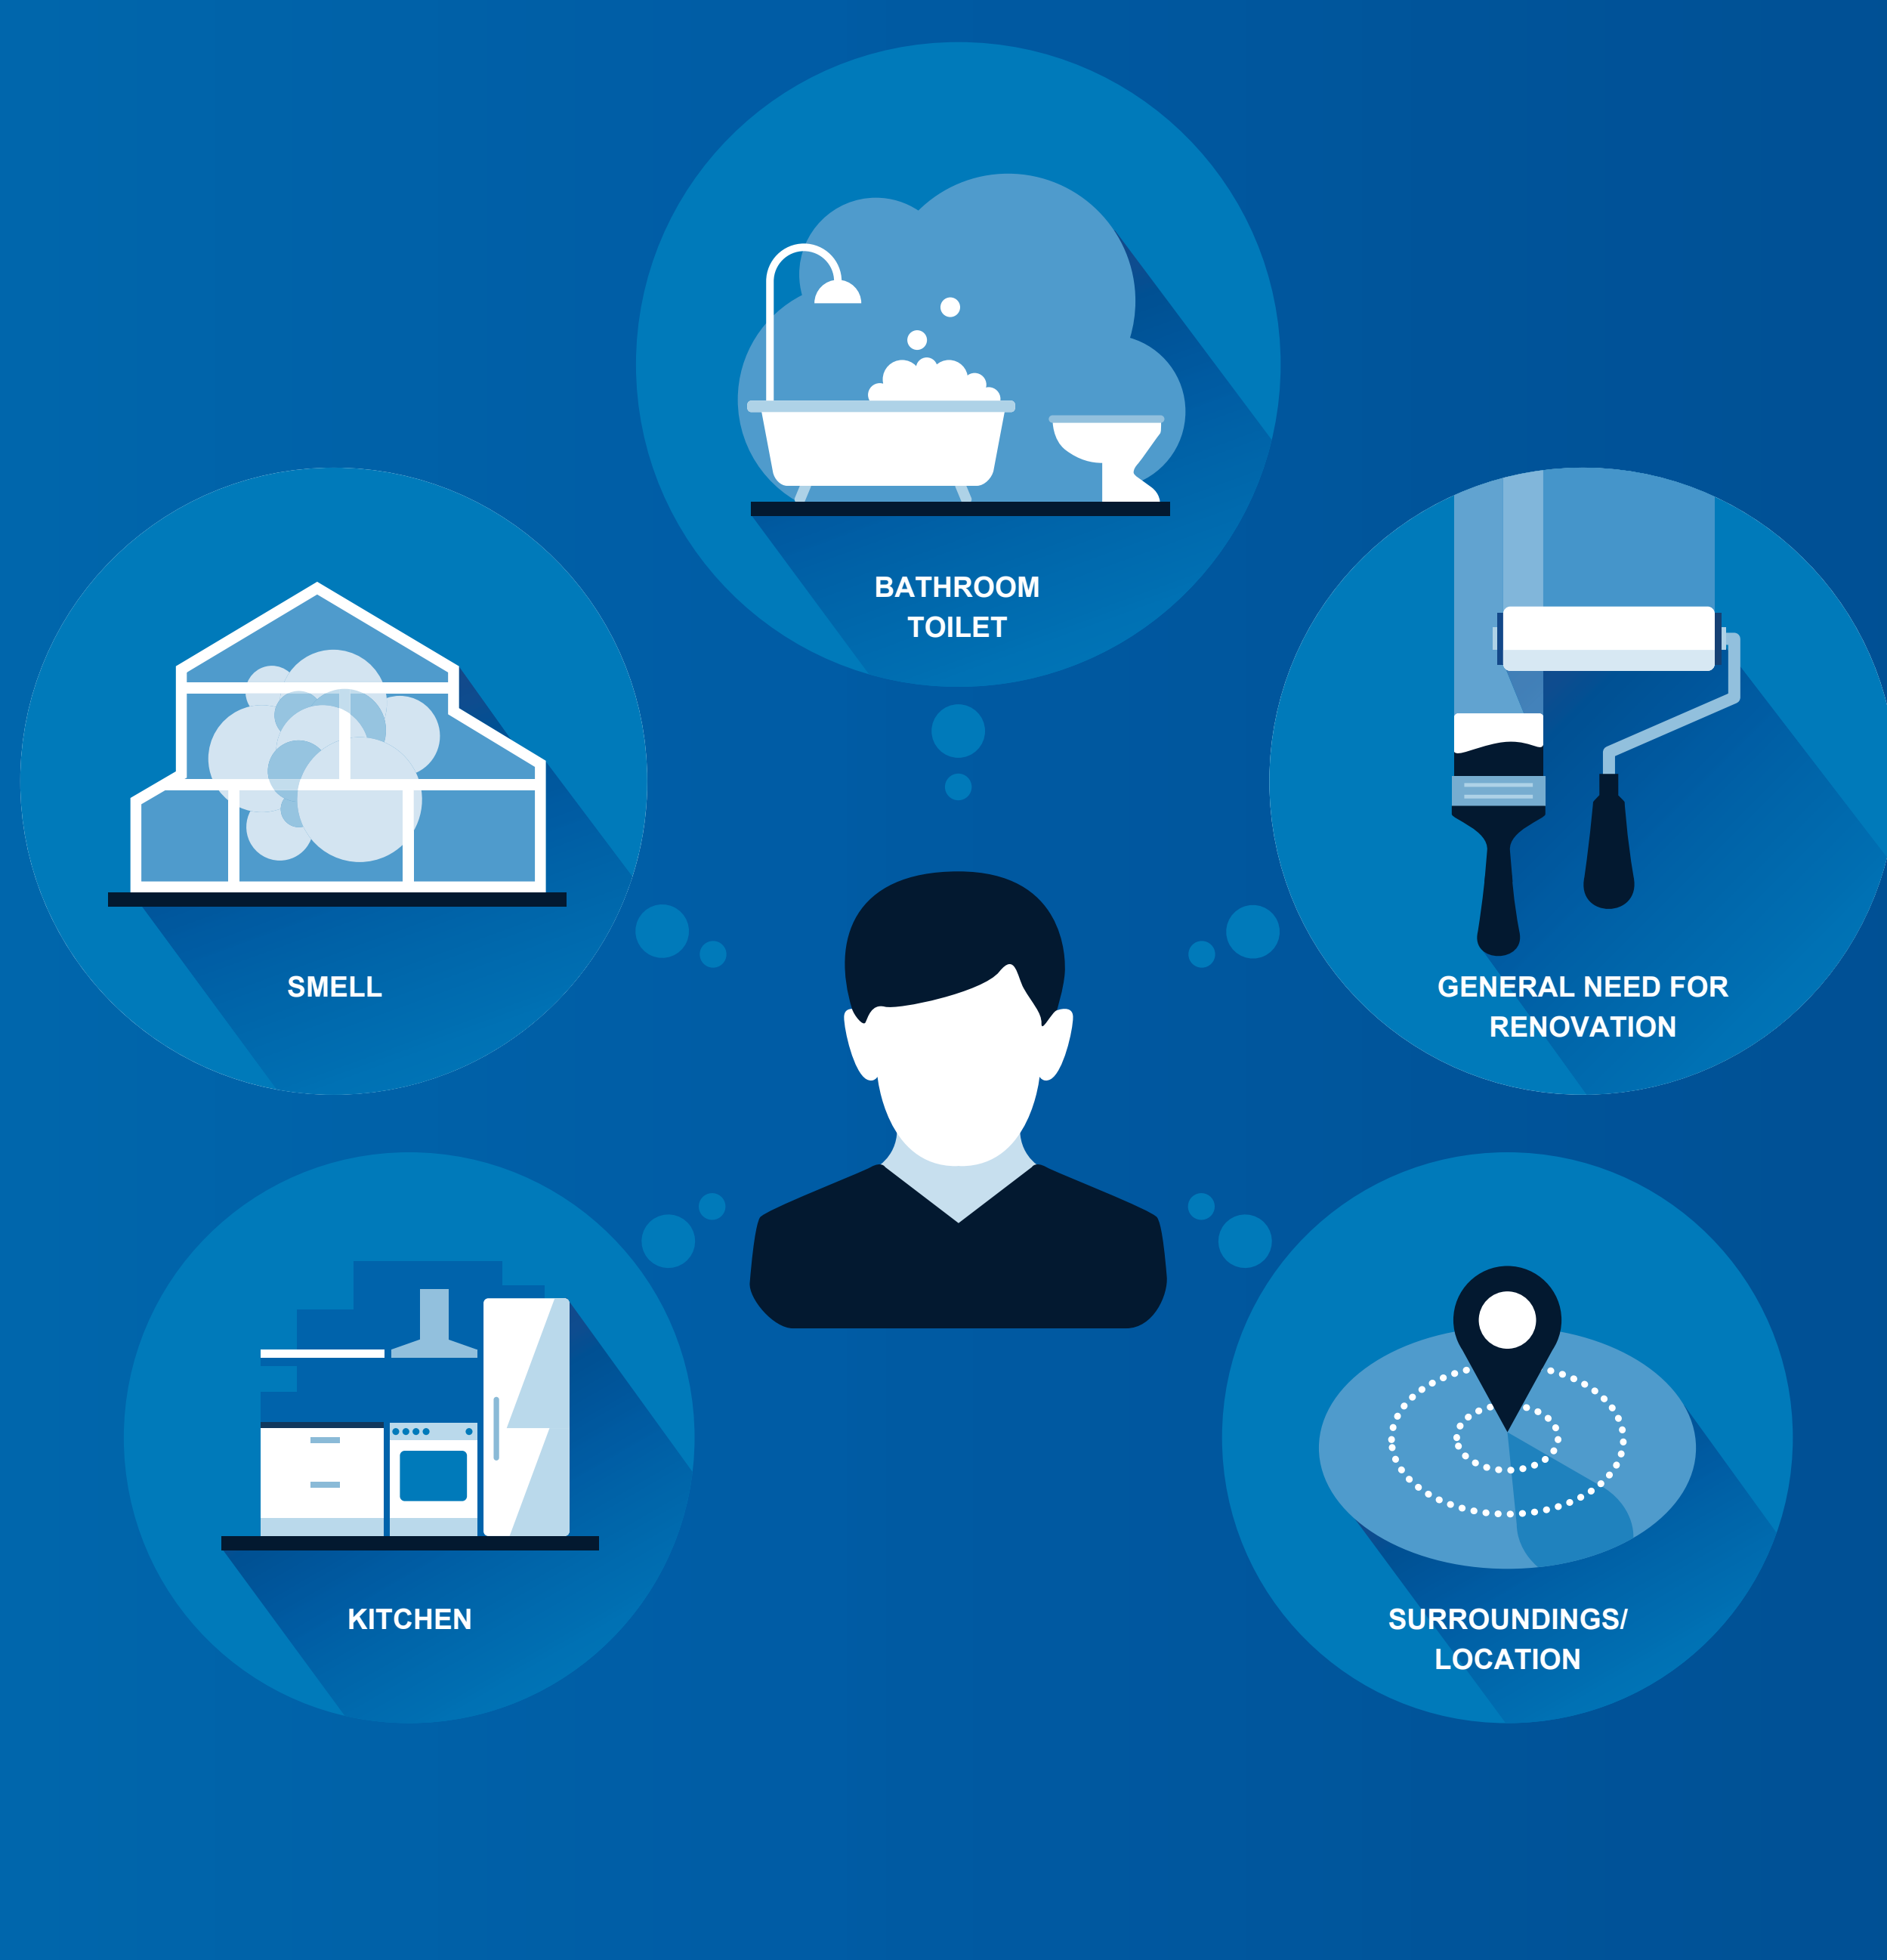 BATHROOM
TOILET
SMELL
GENERAL NEED FOR
RENOVATION
KITCHEN
SURROUNDINGS/
LOCATION